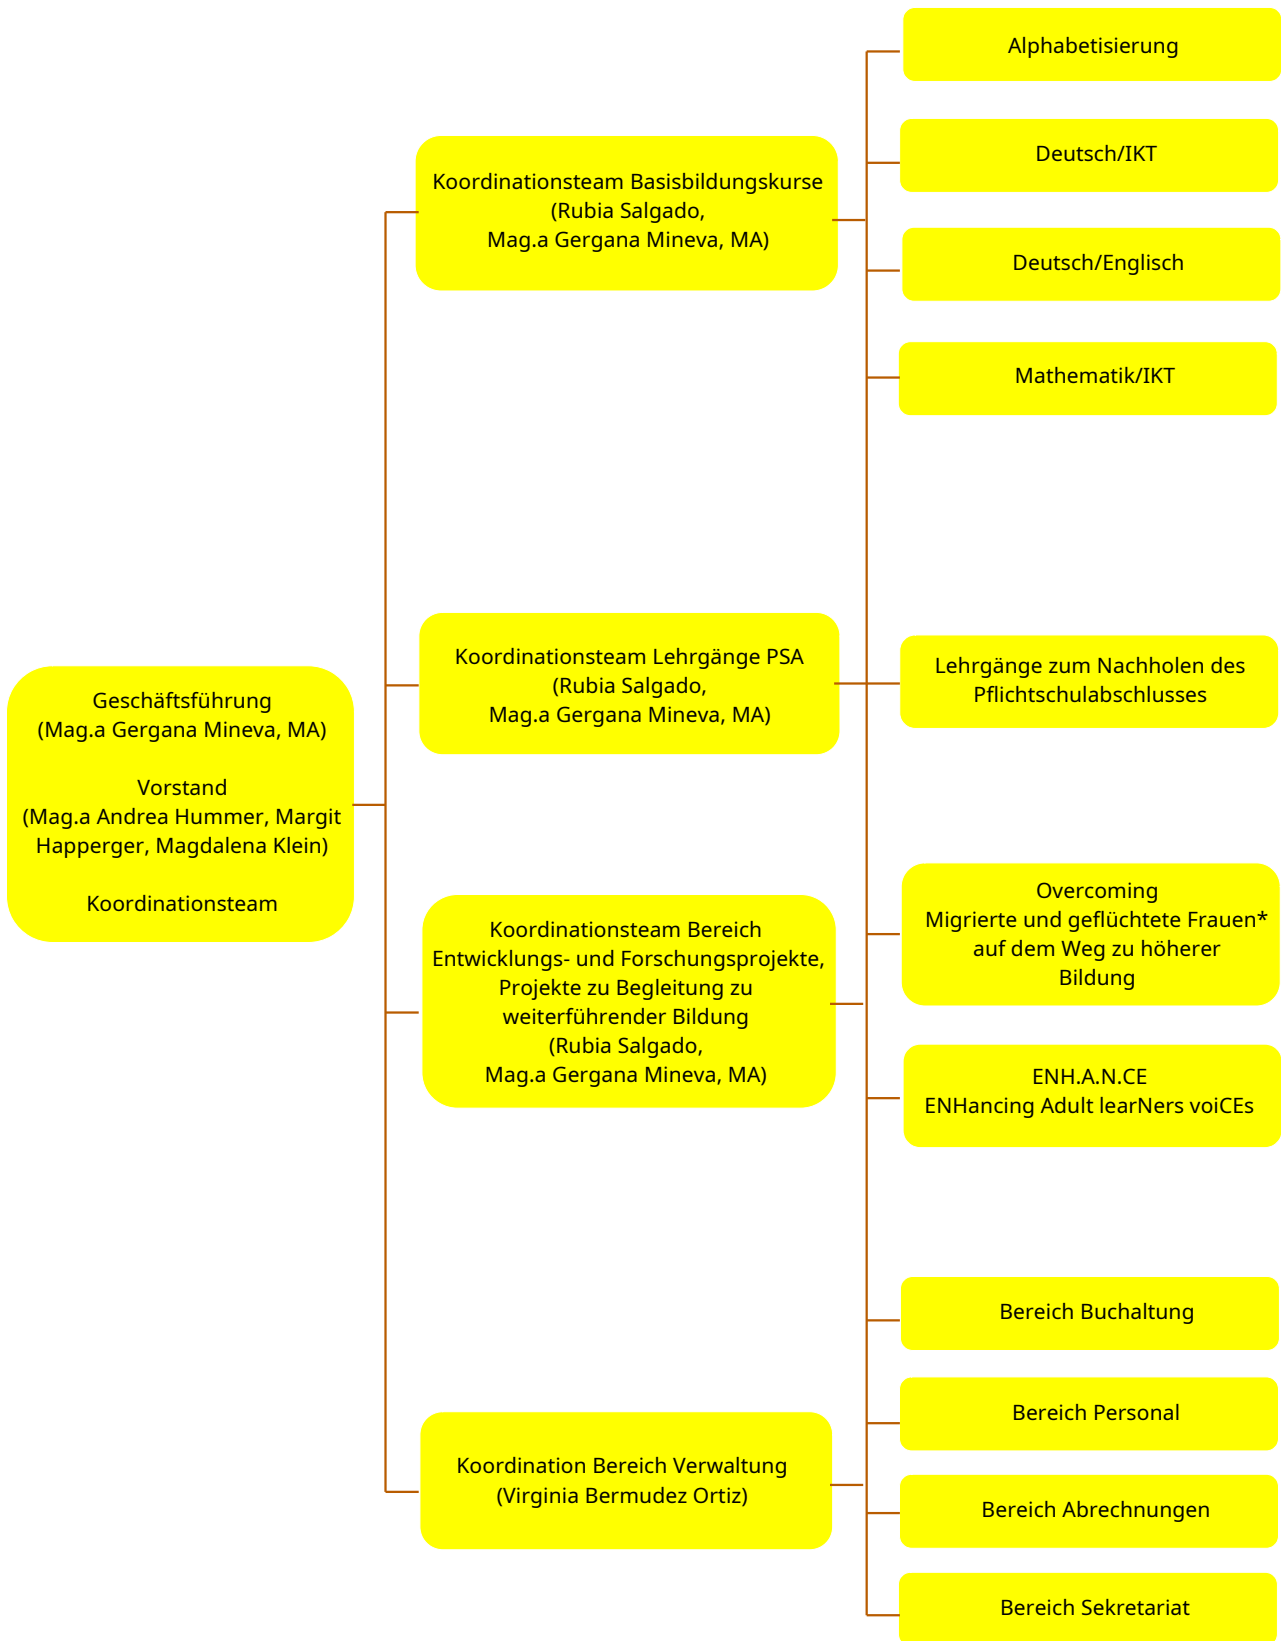 Geschäftsführung
(Mag.a Gergana Mineva, MA)
Vorstand
(Mag.a Andrea Hummer, Margit
Happerger, Magdalena Klein)
Koordinationsteam
Koordinationsteam Basisbildungskurse
(Rubia Salgado,
Mag.a Gergana Mineva, MA)
Alphabetisierung
Deutsch/IKT
Deutsch/Englisch
Mathematik/IKT
Koordinationsteam Lehrgänge PSA
(Rubia Salgado,
Mag.a Gergana Mineva, MA)
Lehrgänge zum Nachholen des
Pflichtschulabschlusses
Koordinationsteam Bereich
Entwicklungs- und Forschungsprojekte,
Projekte zu Begleitung zu
weiterführender Bildung
(Rubia Salgado,
Mag.a Gergana Mineva, MA)
Overcoming
Migrierte und geflüchtete Frauen*
auf dem Weg zu höherer
Bildung
ENH.A.N.CE
ENHancing Adult learNers voiCEs
Koordination Bereich Verwaltung
(Virginia Bermudez Ortiz)
Bereich Buchaltung
Bereich Personal
Bereich Abrechnungen
Bereich Sekretariat